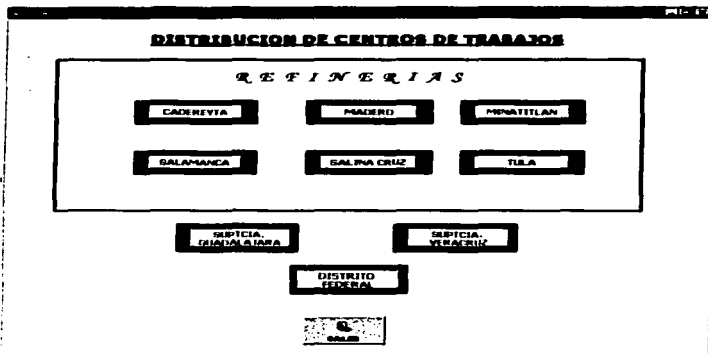 DISTRIBUCION DE CENTROS DE TRABAJOS
REFINERIAS
CADEREYTA MADERO MINATITLAN
SALAMANCA SALINA CRUZ TULA
SUPTCIA. GUADALAJARA
SUPTCIA. VERACRUZ
DISTRITO FEDERAL
SALIR